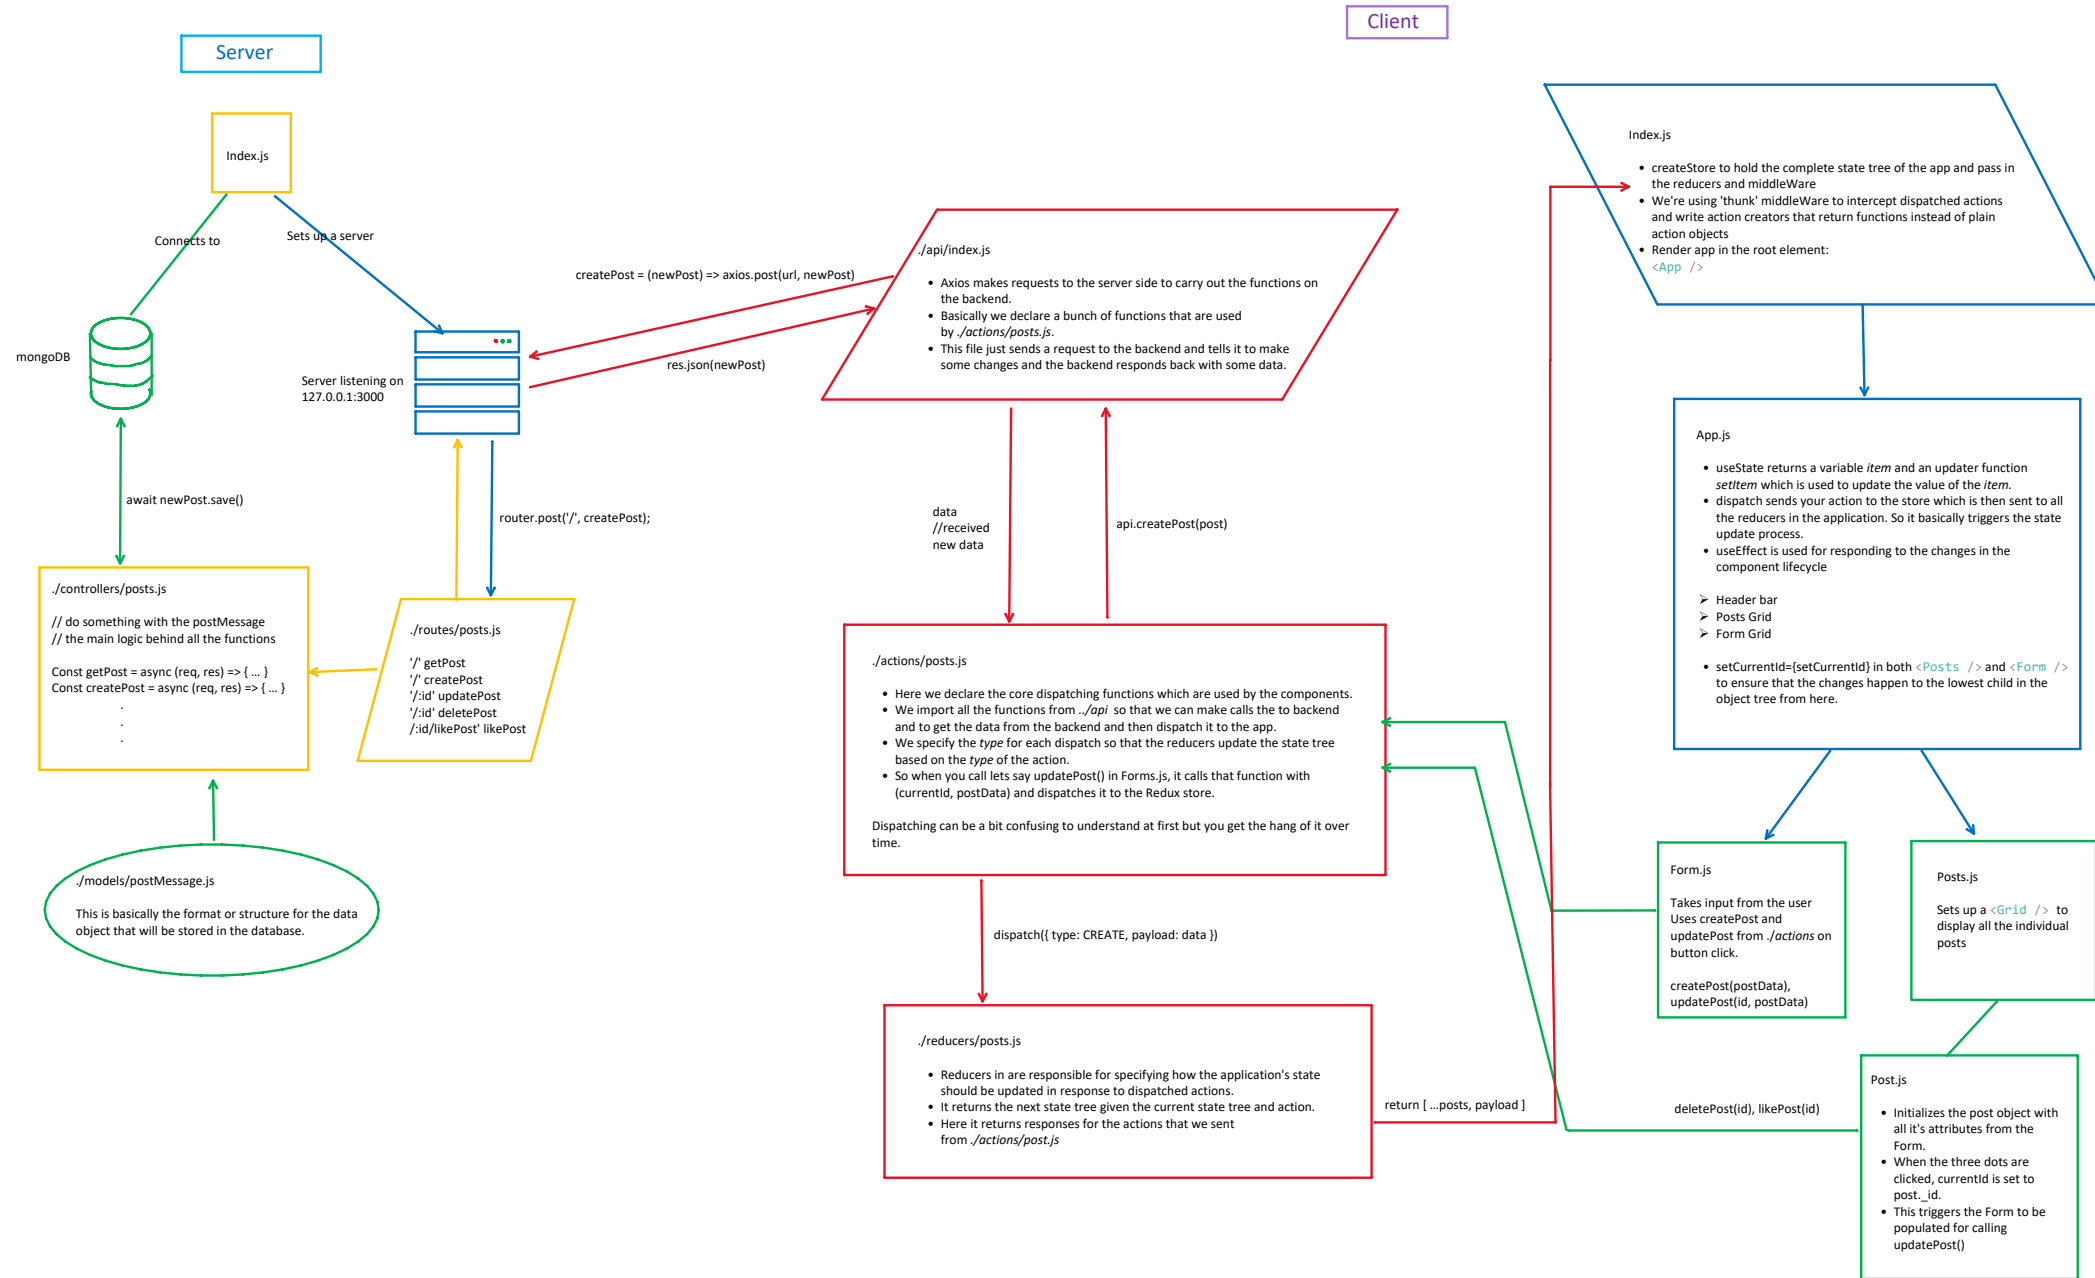 Client
Server
Index.js
Connects to
Sets up a server
mongoDB
Server listening on
127.0.0.1:3000
createPost = (newPost) => axios.post(url, newPost)
res.json(newPost)
await newPost.save()
router.post('/', createPost);
./controllers/posts.js
// do something with the postMessage
// the main logic behind all the functions
Const getPost = async (req, res) => { ... }
Const createPost = async (req, res) => { ... }
.
.
.
./routes/posts.js
'/' getPost
'/' createPost
'/:id' updatePost
'/:id' deletePost
/:id/likePost' likePost
./models/postMessage.js
This is basically the format or structure for the data
object that will be stored in the database.
./api/index.js
• Axios makes requests to the server side to carry out the functions on
the backend.
• Basically we declare a bunch of functions that are used
by ./actions/posts.js.
• This file just sends a request to the backend and tells it to make
some changes and the backend responds back with some data.
data
//received
new data
api.createPost(post)
./actions/posts.js
• Here we declare the core dispatching functions which are used by the components.
• We import all the functions from ../api so that we can make calls the to backend
and to get the data from the backend and then dispatch it to the app.
• We specify the type for each dispatch so that the reducers update the state tree
based on the type of the action.
• So when you call lets say updatePost() in Forms.js, it calls that function with
(currentId, postData) and dispatches it to the Redux store.
Dispatching can be a bit confusing to understand at first but you get the hang of it over
time.
dispatch({ type: CREATE, payload: data })
./reducers/posts.js
• Reducers in are responsible for specifying how the application's state
should be updated in response to dispatched actions.
• It returns the next state tree given the current state tree and action.
• Here it returns responses for the actions that we sent
from ./actions/post.js
return [ ...posts, payload ]
Index.js
• createStore to hold the complete state tree of the app and pass in
the reducers and middleWare
• We're using 'thunk' middleWare to intercept dispatched actions
and write action creators that return functions instead of plain
action objects
• Render app in the root element:
<App />
App.js
• useState returns a variable item and an updater function
setItem which is used to update the value of the item.
• dispatch sends your action to the store which is then sent to all
the reducers in the application. So it basically triggers the state
update process.
• useEffect is used for responding to the changes in the
component lifecycle
➢ Header bar
➢ Posts Grid
➢ Form Grid
• setCurrentId={setCurrentId} in both <Posts /> and <Form />
to ensure that the changes happen to the lowest child in the
object tree from here.
Form.js
Takes input from the user
Uses createPost and
updatePost from ./actions on
button click.
createPost(postData),
updatePost(id, postData)
Posts.js
Sets up a <Grid /> to
display all the individual
posts
deletePost(id), likePost(id)
Post.js
• Initializes the post object with
all it's attributes from the
Form.
• When the three dots are
clicked, currentId is set to
post._id.
• This triggers the Form to be
populated for calling
updatePost()